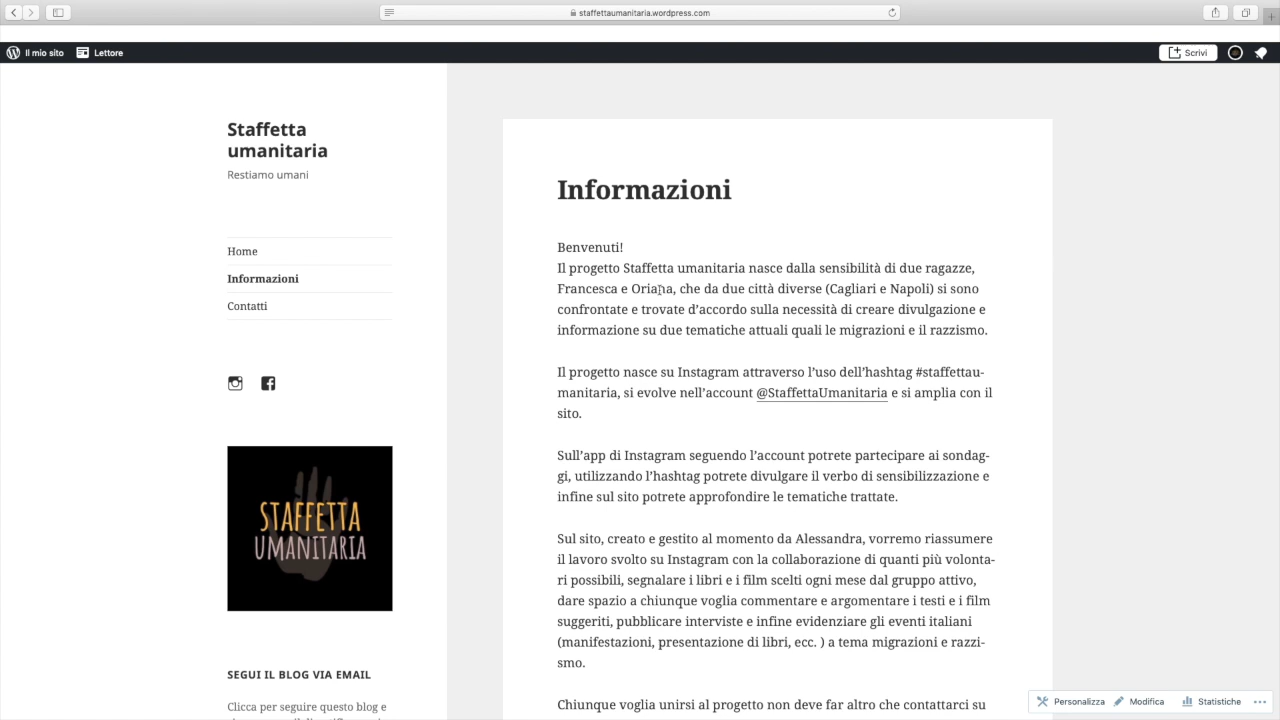 staffettaumanitaria.wordpress.com
Il mio sito
Lettore
Scrivi
Staffetta
umanitaria
Restiamo umani
Home
Informazioni
Contatti
STAFFETTA
UMANITARIA
SEGUI IL BLOG VIA EMAIL
Clicca per seguire questo blog e
Informazioni
Benvenuti!
Il progetto Staffetta umanitaria nasce dalla sensibilità di due ragazze,
Francesca e Oriana, che da due città diverse (Cagliari e Napoli) si sono
confrontate e trovate d’accordo sulla necessità di creare divulgazione e
informazione su due tematiche attuali quali le migrazioni e il razzismo.
Il progetto nasce su Instagram attraverso l’uso dell’hashtag #staffettau-
manitaria, si evolve nell’account @StaffettaUmanitaria e si amplia con il
sito.
Sull’app di Instagram seguendo l’account potrete partecipare ai sondag-
gi, utilizzando l’hashtag potrete divulgare il verbo di sensibilizzazione e
infine sul sito potrete approfondire le tematiche trattate.
Sul sito, creato e gestito al momento da Alessandra, vorremo riassumere
il lavoro svolto su Instagram con la collaborazione di quanti più volonta-
ri possibili, segnalare i libri e i film scelti ogni mese dal gruppo attivo,
dare spazio a chiunque voglia commentare e argomentare i testi e i film
suggeriti, pubblicare interviste e infine evidenziare gli eventi italiani
(manifestazioni, presentazione di libri, ecc. ) a tema migrazioni e razzi-
smo.
Chiunque voglia unirsi al progetto non deve far altro che contattarci su
Personalizza
Modifica
Statistiche